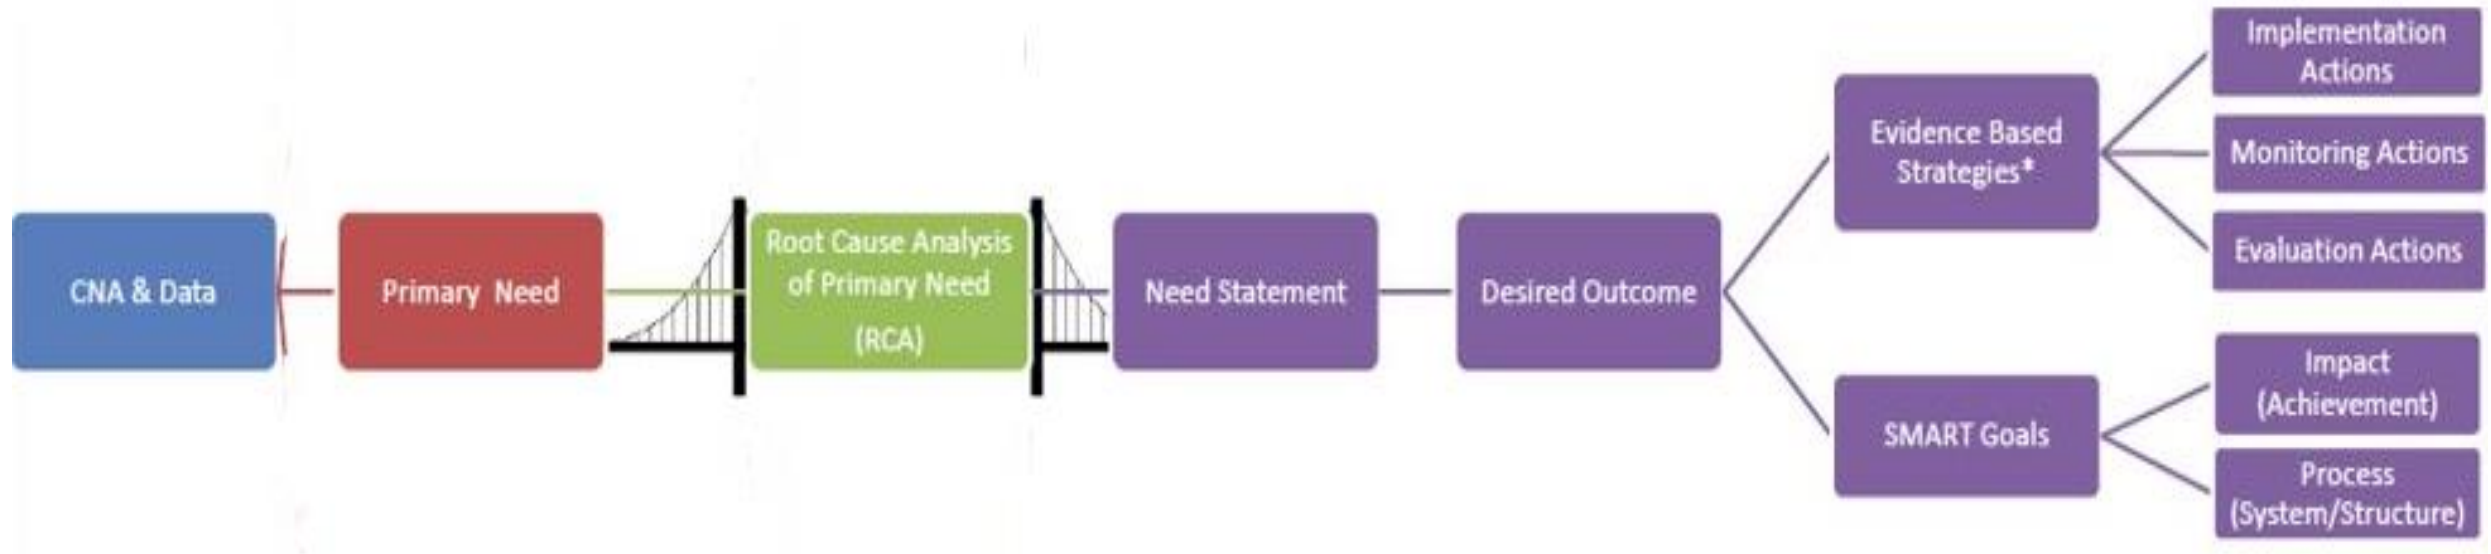 CNA & Data
Primary Need
Root Cause Analysis
of Primary Need
(RCA)
Need Statement
Desired Outcome
Evidence Based
Strategies*
Implementation
Actions
Monitoring Actions
Evaluation Actions
SMART Goals
Impact
(Achievement)
Process
(System/Structure)